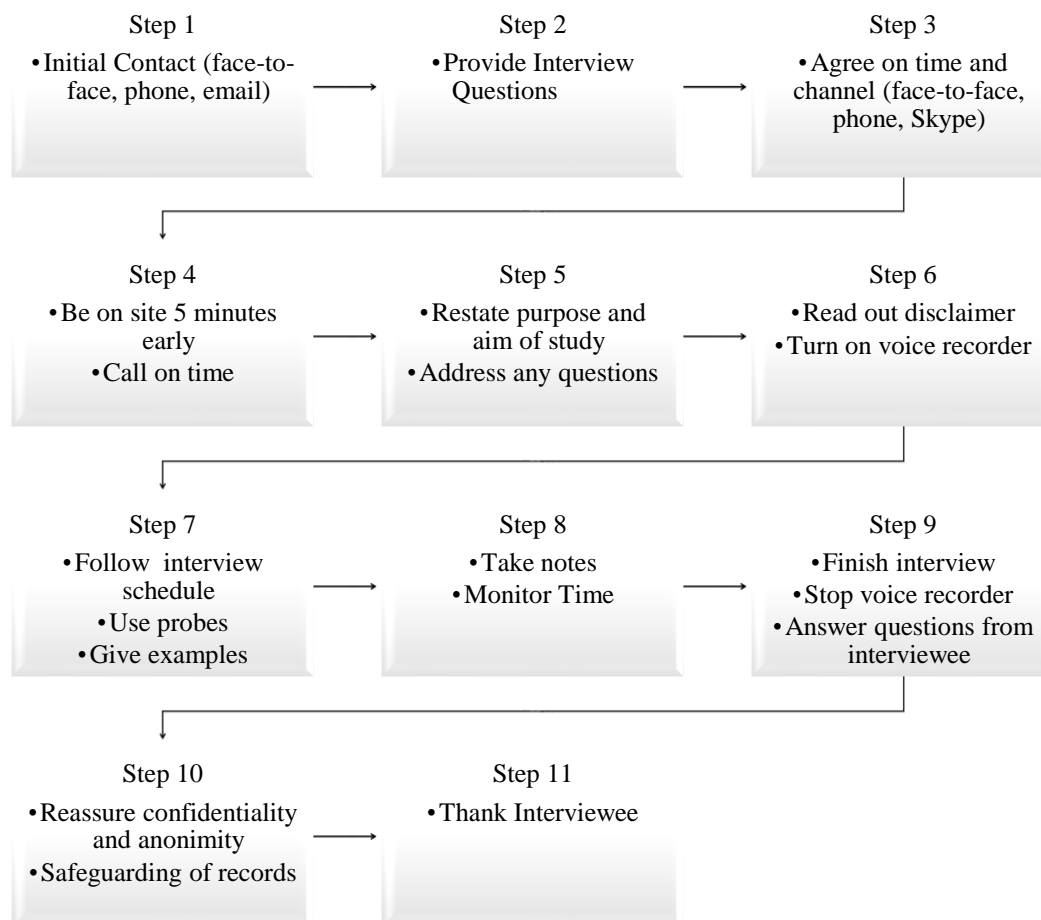 Step 1
•Initial Contact (face-to-
face, phone, email)
Step 2
•Provide Interview
Questions
Step 3
•Agree on time and
channel (face-to-face,
phone, Skype)
Step 4
•Be on site 5 minutes
early
•Call on time
Step 5
•Restate purpose and
aim of study
•Address any questions
Step 6
•Read out disclaimer
•Turn on voice recorder
Step 7
•Follow interview
schedule
•Use probes
•Give examples
Step 8
•Take notes
•Monitor Time
Step 9
•Finish interview
•Stop voice recorder
•Answer questions from
interviewee
Step 10
•Reassure confidentiality
and anonimity
•Safeguarding of records
Step 11
•Thank Interviewee